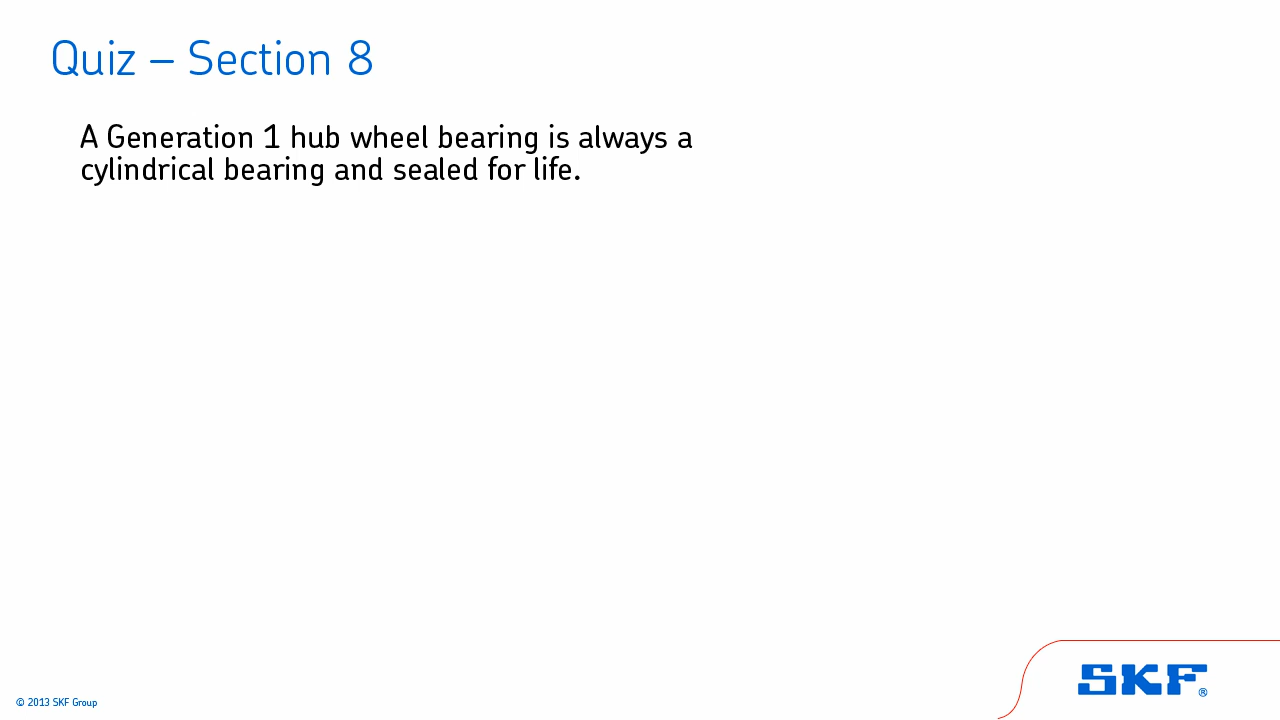 Quiz – Section 8
A Generation 1 hub wheel bearing is always a
cylindrical bearing and sealed for life.
SKF®
© 2013 SKF Group